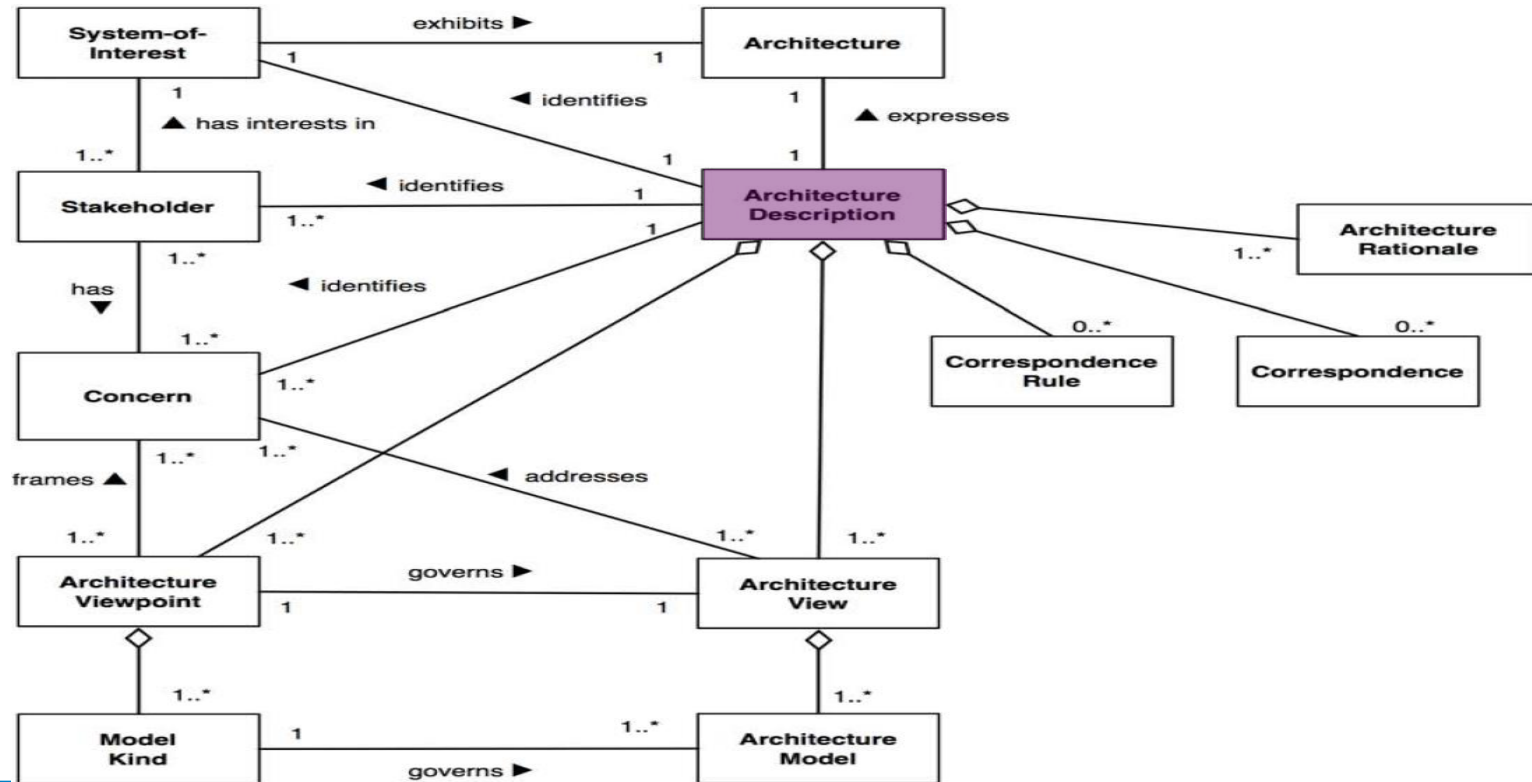 exhibits ►
System-of-
Interest
Architecture
1
1
1
◄ identifies
1
▲ has interests in
▲ expresses
1..*
1
1
Stakeholder
◄ identifies
1
1..*
Architecture
Description
1
1..*
Architecture
Rationale
1..*
has
▼
◄ identifies
1..*
0..*
0..*
Concern
1..*
Correspondence
Rule
Correspondence
1..*
1..*
frames ▲
◄ addresses
1..*
1..*
1..*
1..*
Architecture
Viewpoint
governs ►
1
1
Architecture
View
1..*
1..*
Model
Kind
1
1..*
governs ►
Architecture
Model